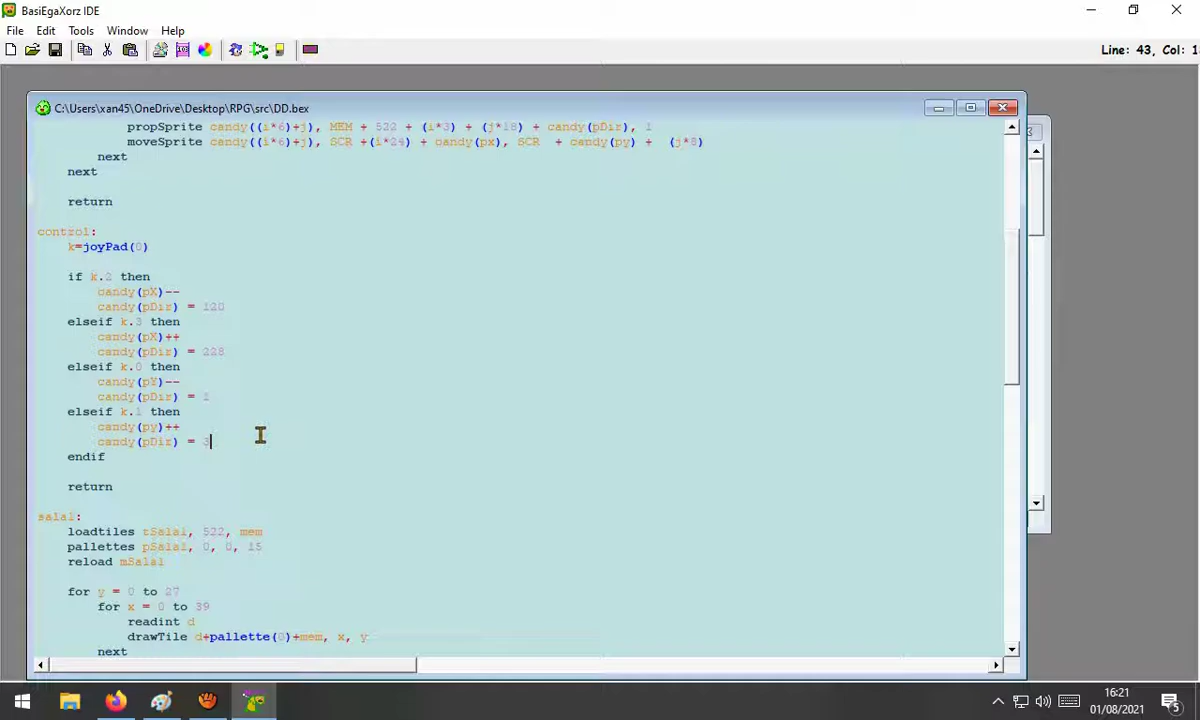 BasiEgaXorz IDE
File Edit Tools Window Help
Line: 43, Col: 1
C:\Users\xan45\OneDrive\Desktop\RPG\src\DD.bex
propSprite candy((i*6)+j), MEM + 522 + (i*3) + (j*18) + candy(pDir), 1
moveSprite candy((i*6)+j), SCR +(i*24) + candy(px), SCR + candy(py) + (j*8)
next
next
return
control:
k=joyPad(0)
if k.2 then
candy(pX)--
candy(pDir) = 120
elseif k.3 then
candy(pX)++
candy(pDir) = 228
elseif k.0 then
candy(pY)--
candy(pDir) = 1
elseif k.1 then
candy(py)++
candy(pDir) = 3
endif
return
sala1:
loadtiles tSala1, 522, mem
pallettes pSala1, 0, 0, 15
reload mSala1
for y = 0 to 27
for x = 0 to 39
readint d
drawTile d+pallette(0)+mem, x, y
next
16:21
01/08/2021
5